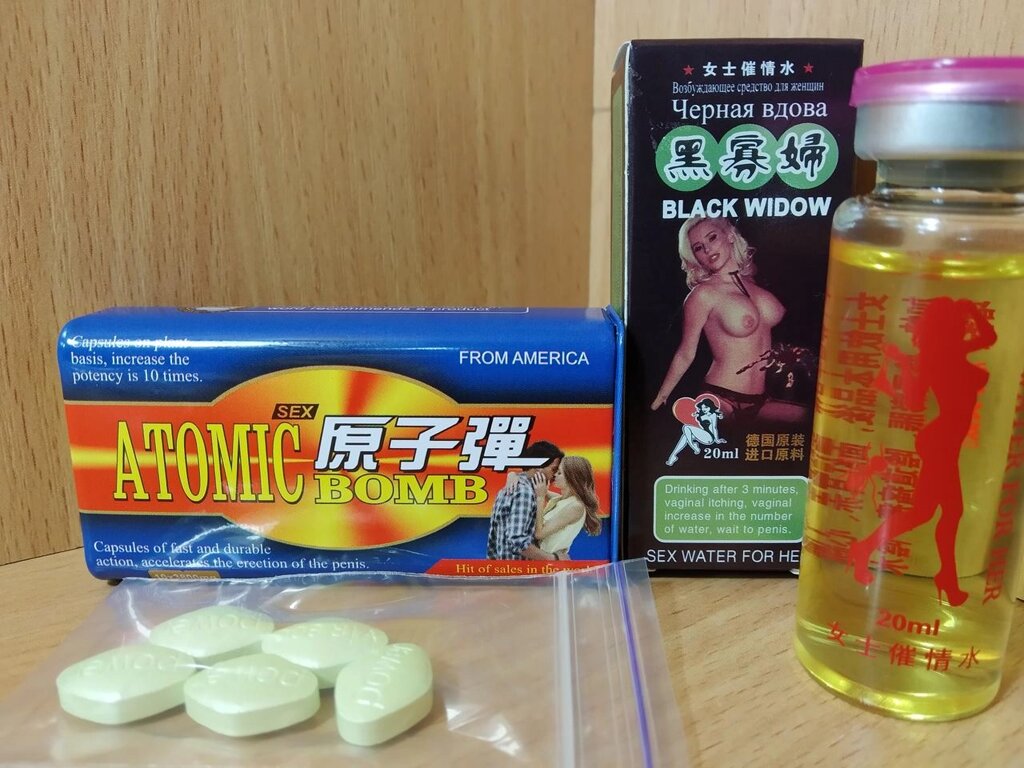 Capsules on plant
basis, increase the
potency is 10 times.
FROM AMERICA
SEX
ATOMIC
原子彈
BOMB
Capsules of fast and durable
action, accelerates the erection of the penis.
Hit of sales in the
女士催情水
Возбуждающее средство для женщин
Черная вдова
黑寡婦
BLACK WIDOW
20ml
德国原装
进口原料
Drinking after 3 minutes,
vaginal itching, vaginal
increase in the number
of water, wait to penis.
SEX WATER FOR HE
20ml
女士催情水